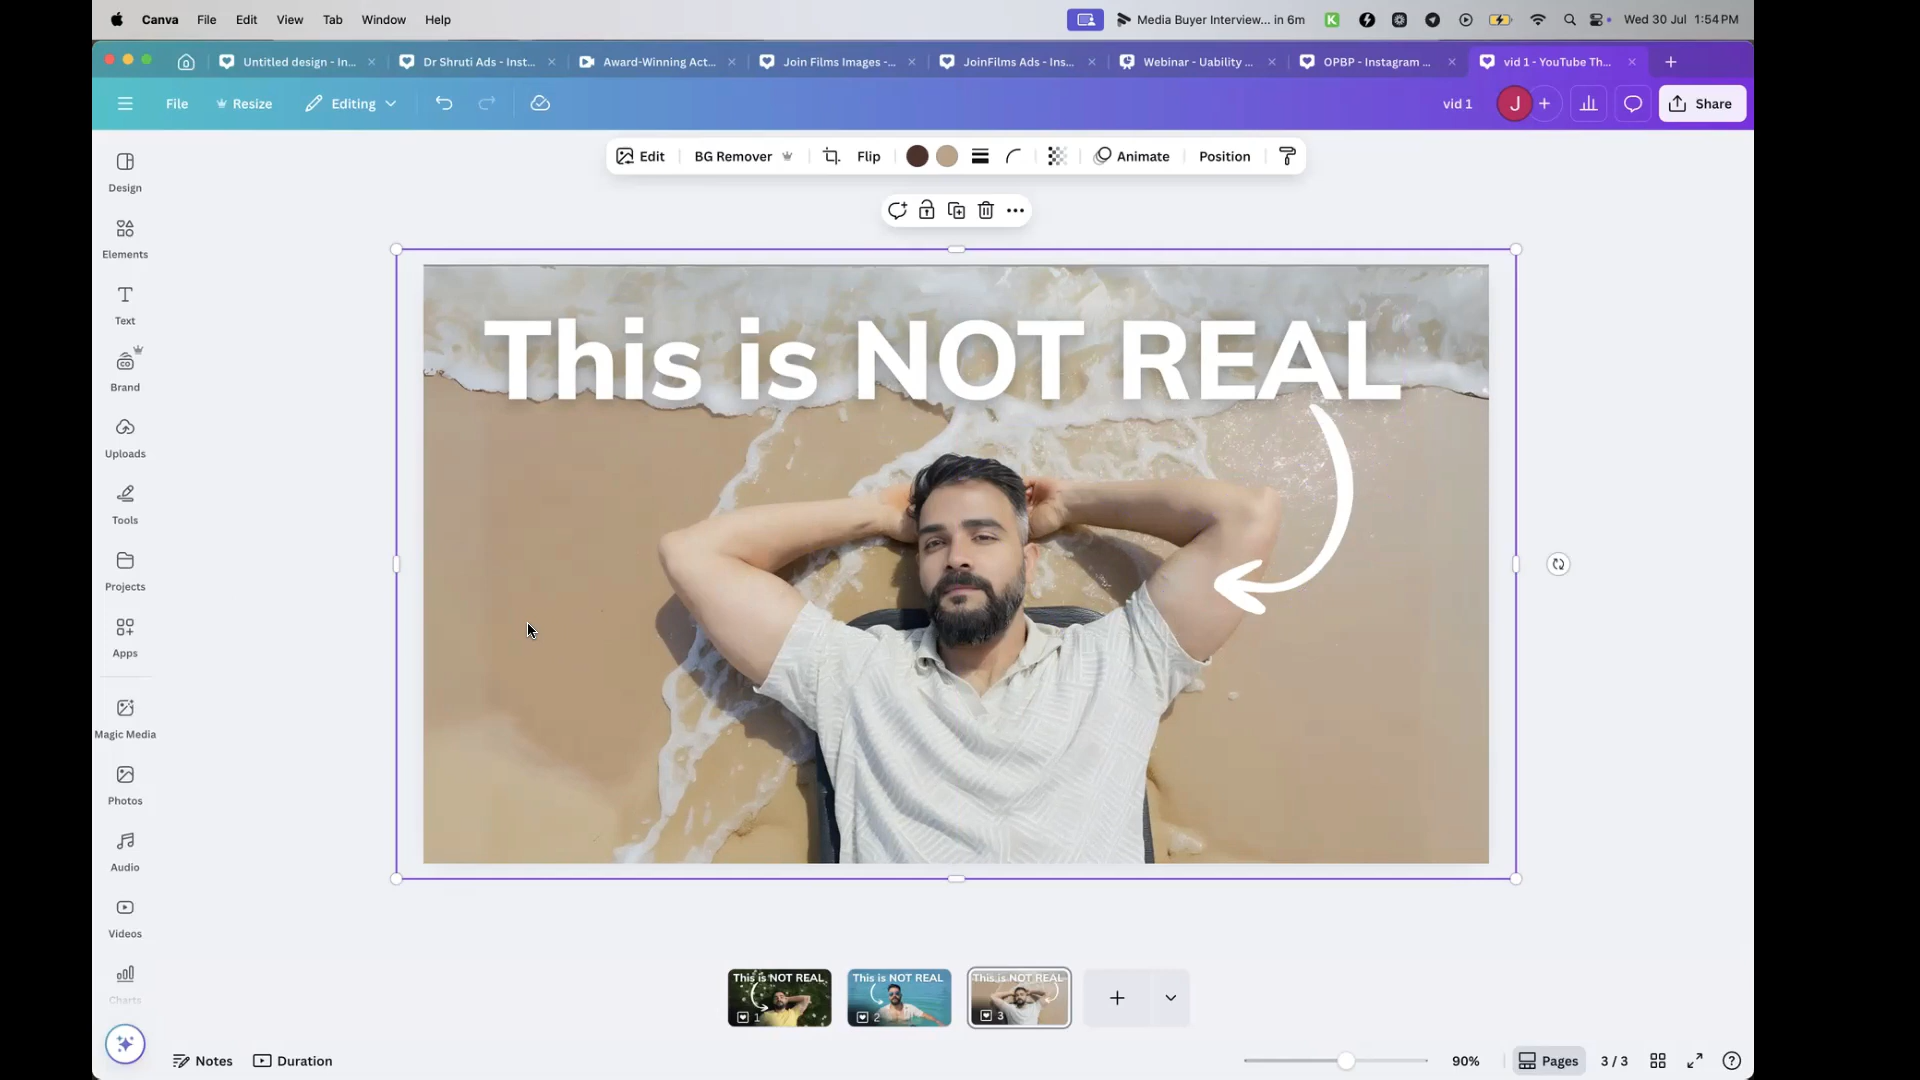 Canva File Edit View Tab Window Help
Media Buyer Interview... in 6m
Wed 30 Jul 1:54 PM
Untitled design - In...
Dr Shruti Ads - Inst...
Award-Winning Act...
Join Films Images -...
JoinFilms Ads - Ins...
Webinar - Uability ...
OPBP - Instagram ...
vid 1 - YouTube Th...
File Resize Editing
vid 1
J
Share
Edit BG Remover Flip Animate Position
Design
Elements
Text
Brand
Uploads
Tools
Projects
Apps
Magic Media
Photos
Audio
Videos
Charts
This is NOT REAL
This is NOT REAL
1
This is NOT REAL
2
This is NOT REAL
3
Notes Duration
90%
Pages
3 / 3